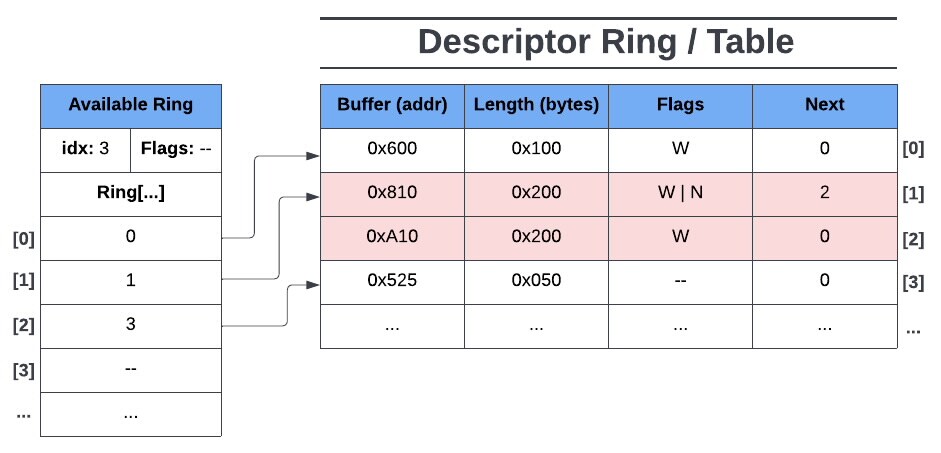 Descriptor Ring / Table
Available Ring
idx: 3 Flags: --
Ring[...]
[0] 0
[1] 1
[2] 3
[3] --
... ...
Buffer (addr) Length (bytes) Flags Next
0x600 0x100 W 0 [0]
0x810 0x200 W | N 2 [1]
0xA10 0x200 W 0 [2]
0x525 0x050 -- 0 [3]
... ... ... ... ...